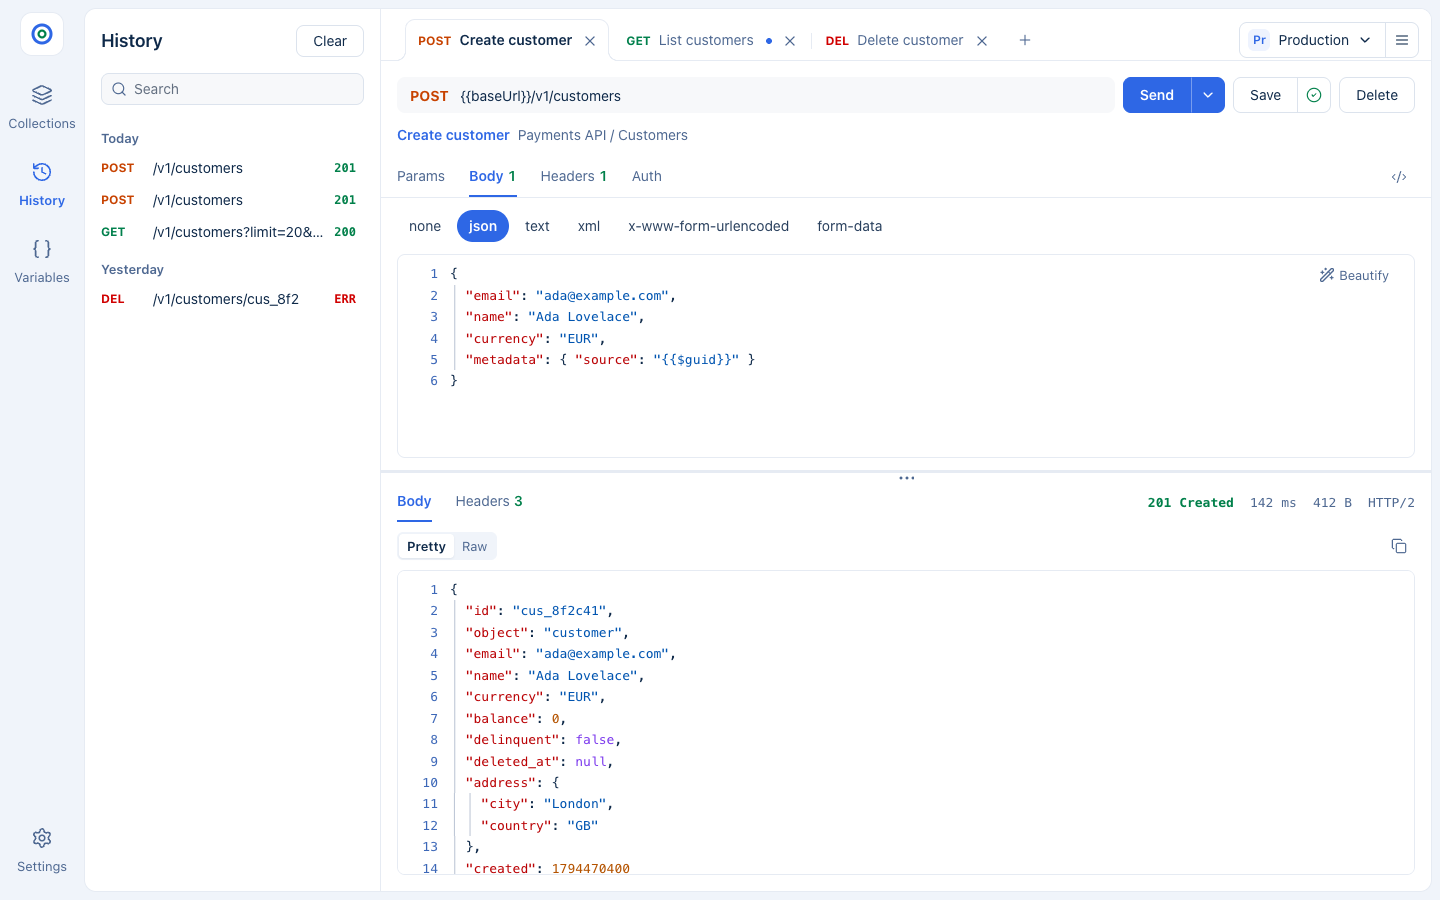 Collections
History
Variables
Settings
History
Clear
Search
Today
POST /v1/customers 201
POST /v1/customers 201
GET /v1/customers?limit=20&... 200
Yesterday
DEL /v1/customers/cus_8f2 ERR
POST Create customer
GET List customers
DEL Delete customer
Pr Production
POST {{baseUrl}}/v1/customers
Send
Save
Delete
Create customer Payments API / Customers
Params Body 1 Headers 1 Auth
none json text xml x-www-form-urlencoded form-data
Beautify
1 {
2 "email": "ada@example.com",
3 "name": "Ada Lovelace",
4 "currency": "EUR",
5 "metadata": { "source": "{{$guid}}" }
6 }
Body Headers 3
201 Created 142 ms 412 B HTTP/2
Pretty Raw
1 {
2 "id": "cus_8f2c41",
3 "object": "customer",
4 "email": "ada@example.com",
5 "name": "Ada Lovelace",
6 "currency": "EUR",
7 "balance": 0,
8 "delinquent": false,
9 "deleted_at": null,
10 "address": {
11 "city": "London",
12 "country": "GB"
13 },
14 "created": 1794470400